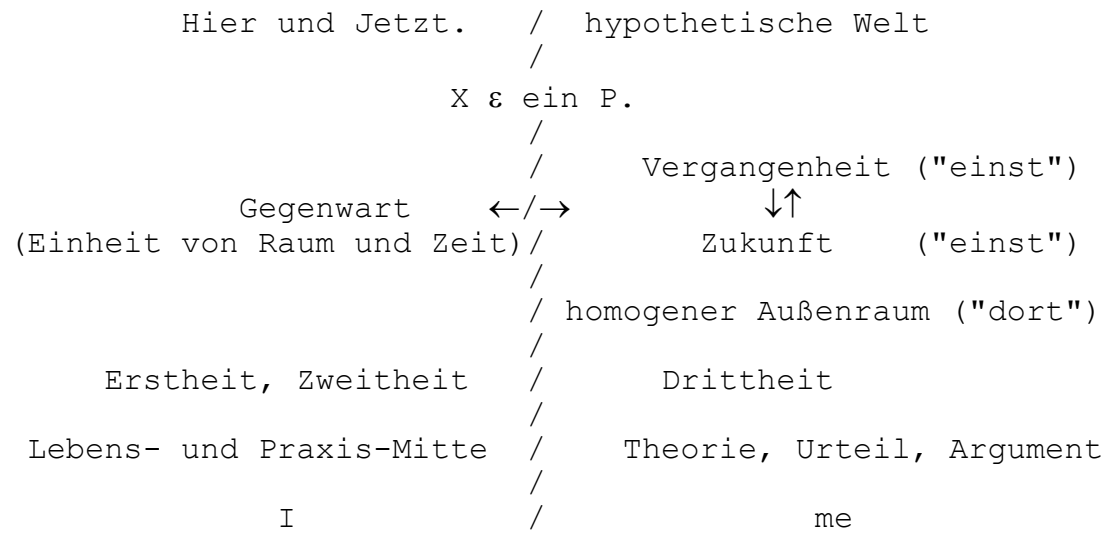 Hier und Jetzt. / hypothetische Welt
/
X ε ein P.
/
/ Vergangenheit ("einst")
Gegenwart ←/→ ↓↑
(Einheit von Raum und Zeit)/ Zukunft ("einst")
/
/ homogener Außenraum ("dort")
/
Erstheit, Zweitheit / Drittheit
/
Lebens- und Praxis-Mitte / Theorie, Urteil, Argument
/
I / me